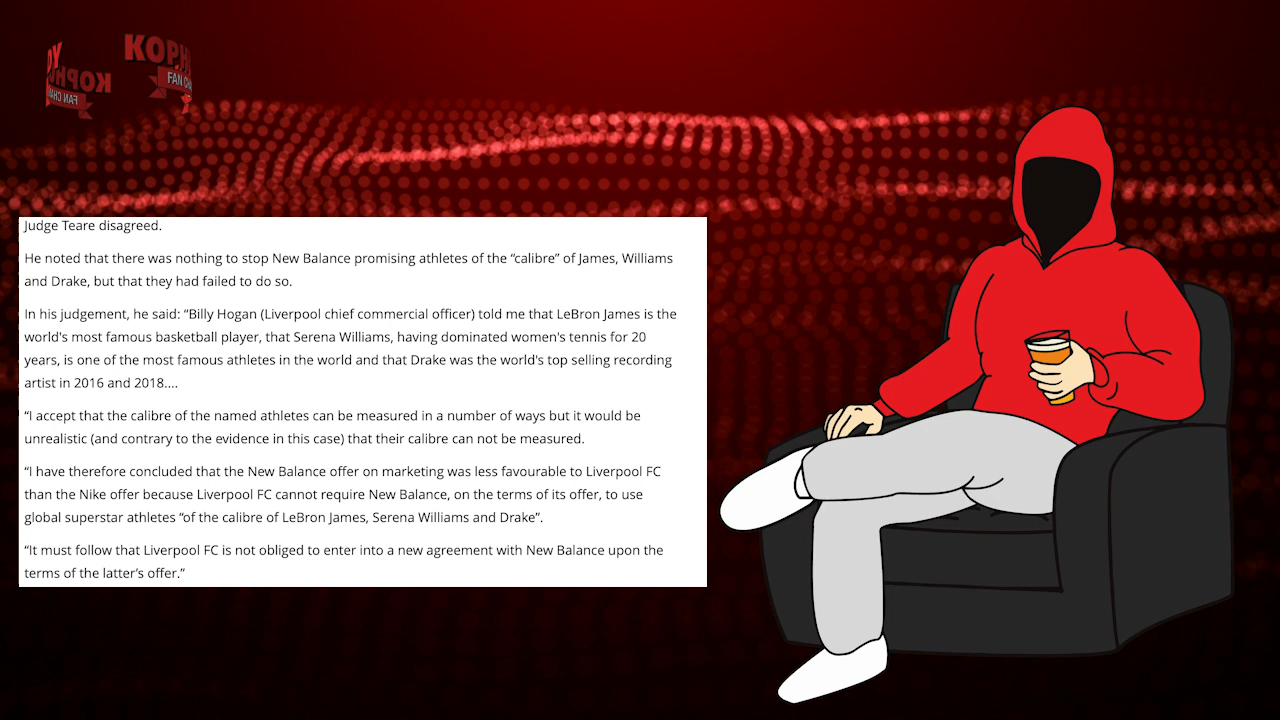 KOPH
FAN CHA
Judge Teare disagreed.
He noted that there was nothing to stop New Balance promising athletes of the “calibre” of James, Williams
and Drake, but that they had failed to do so.
In his judgement, he said: “Billy Hogan (Liverpool chief commercial officer) told me that LeBron James is the
world's most famous basketball player, that Serena Williams, having dominated women's tennis for 20
years, is one of the most famous athletes in the world and that Drake was the world's top selling recording
artist in 2016 and 2018....
“I accept that the calibre of the named athletes can be measured in a number of ways but it would be
unrealistic (and contrary to the evidence in this case) that their calibre can not be measured.
“I have therefore concluded that the New Balance offer on marketing was less favourable to Liverpool FC
than the Nike offer because Liverpool FC cannot require New Balance, on the terms of its offer, to use
global superstar athletes “of the calibre of LeBron James, Serena Williams and Drake”.
“It must follow that Liverpool FC is not obliged to enter into a new agreement with New Balance upon the
terms of the latter’s offer.”